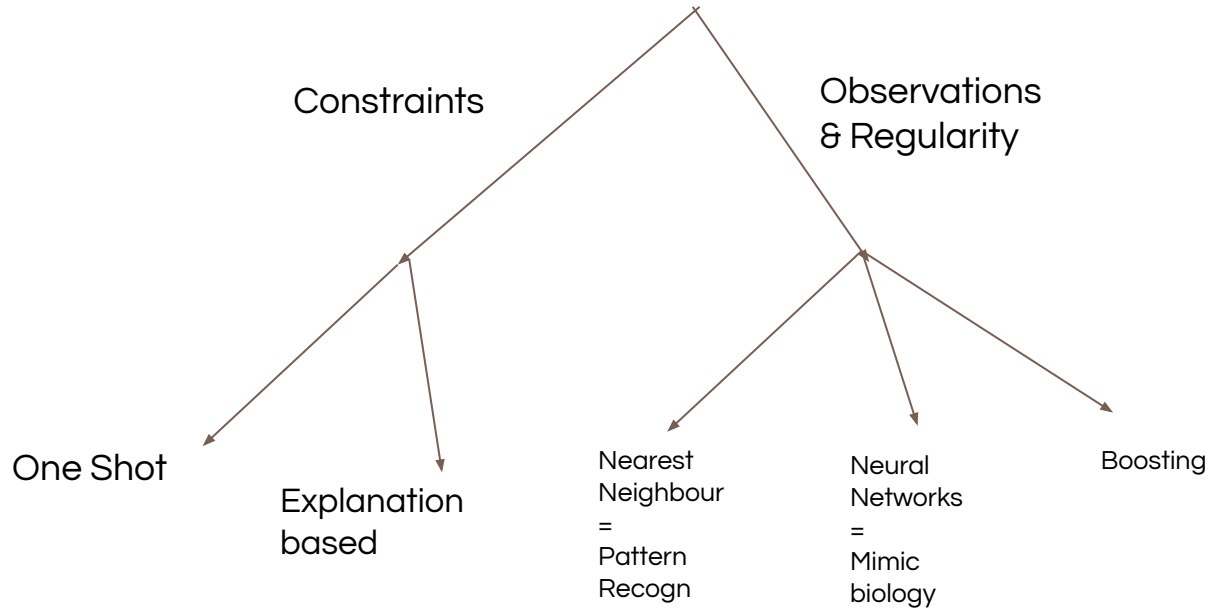 Constraints
Observations
& Regularity
One Shot
Explanation
based
Nearest
Neighbour
=
Pattern
Recogn
Neural
Networks
=
Mimic
biology
Boosting